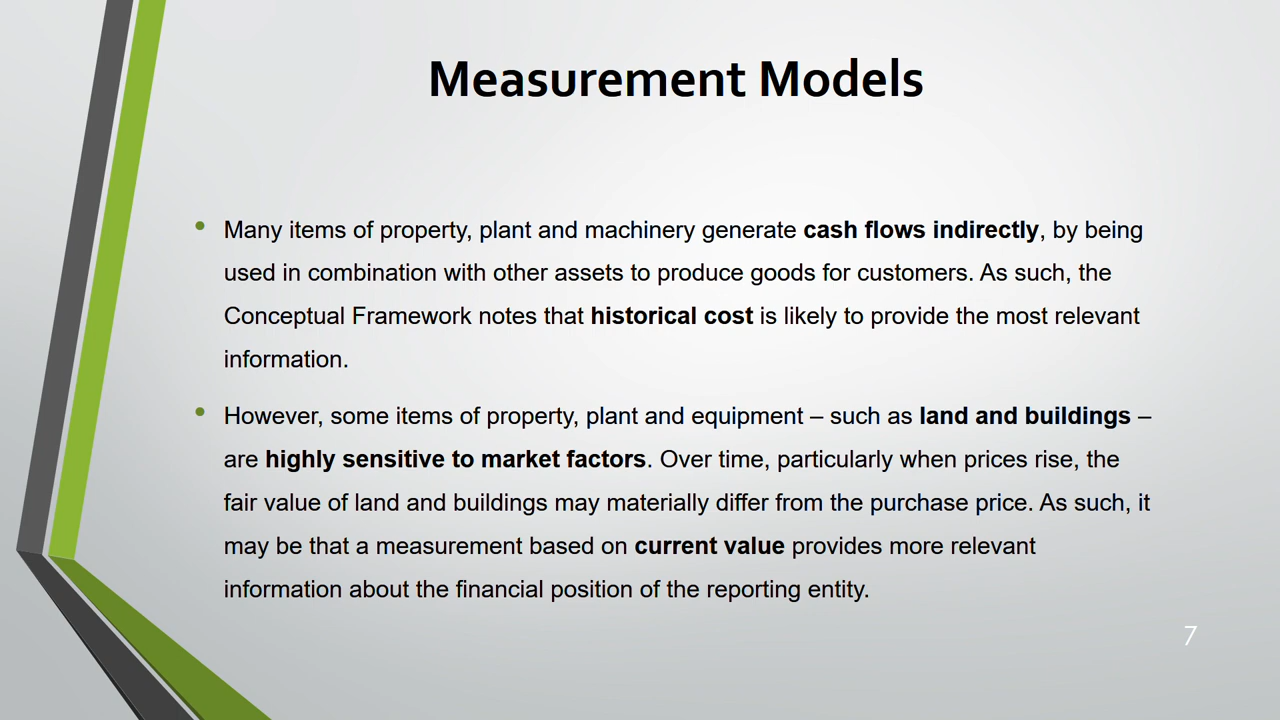 Measurement Models
• Many items of property, plant and machinery generate cash flows indirectly, by being
used in combination with other assets to produce goods for customers. As such, the
Conceptual Framework notes that historical cost is likely to provide the most relevant
information.
• However, some items of property, plant and equipment – such as land and buildings –
are highly sensitive to market factors. Over time, particularly when prices rise, the
fair value of land and buildings may materially differ from the purchase price. As such, it
may be that a measurement based on current value provides more relevant
information about the financial position of the reporting entity.
7